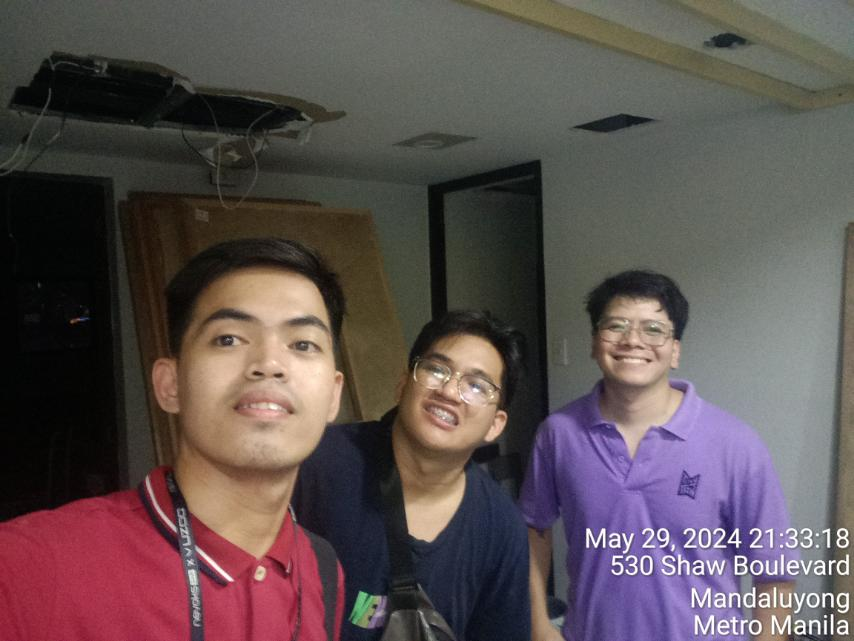 May 29, 2024 21:33:18
530 Shaw Boulevard
Mandaluyong
Metro Manila